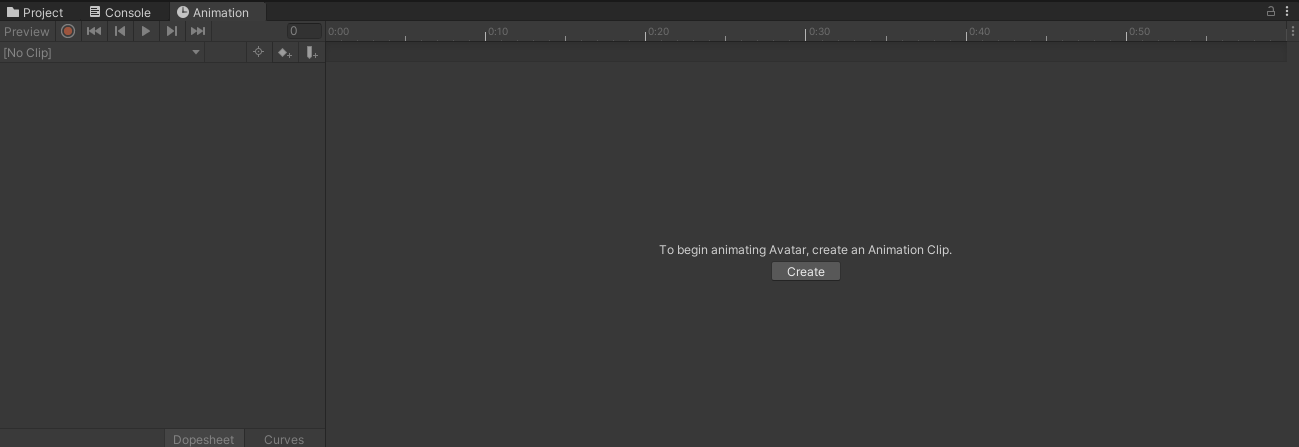 Project Console Animation
Preview 0 0:00 0:10 0:20 0:30 0:40 0:50
[No Clip]
To begin animating Avatar, create an Animation Clip.
Create
Dopesheet Curves